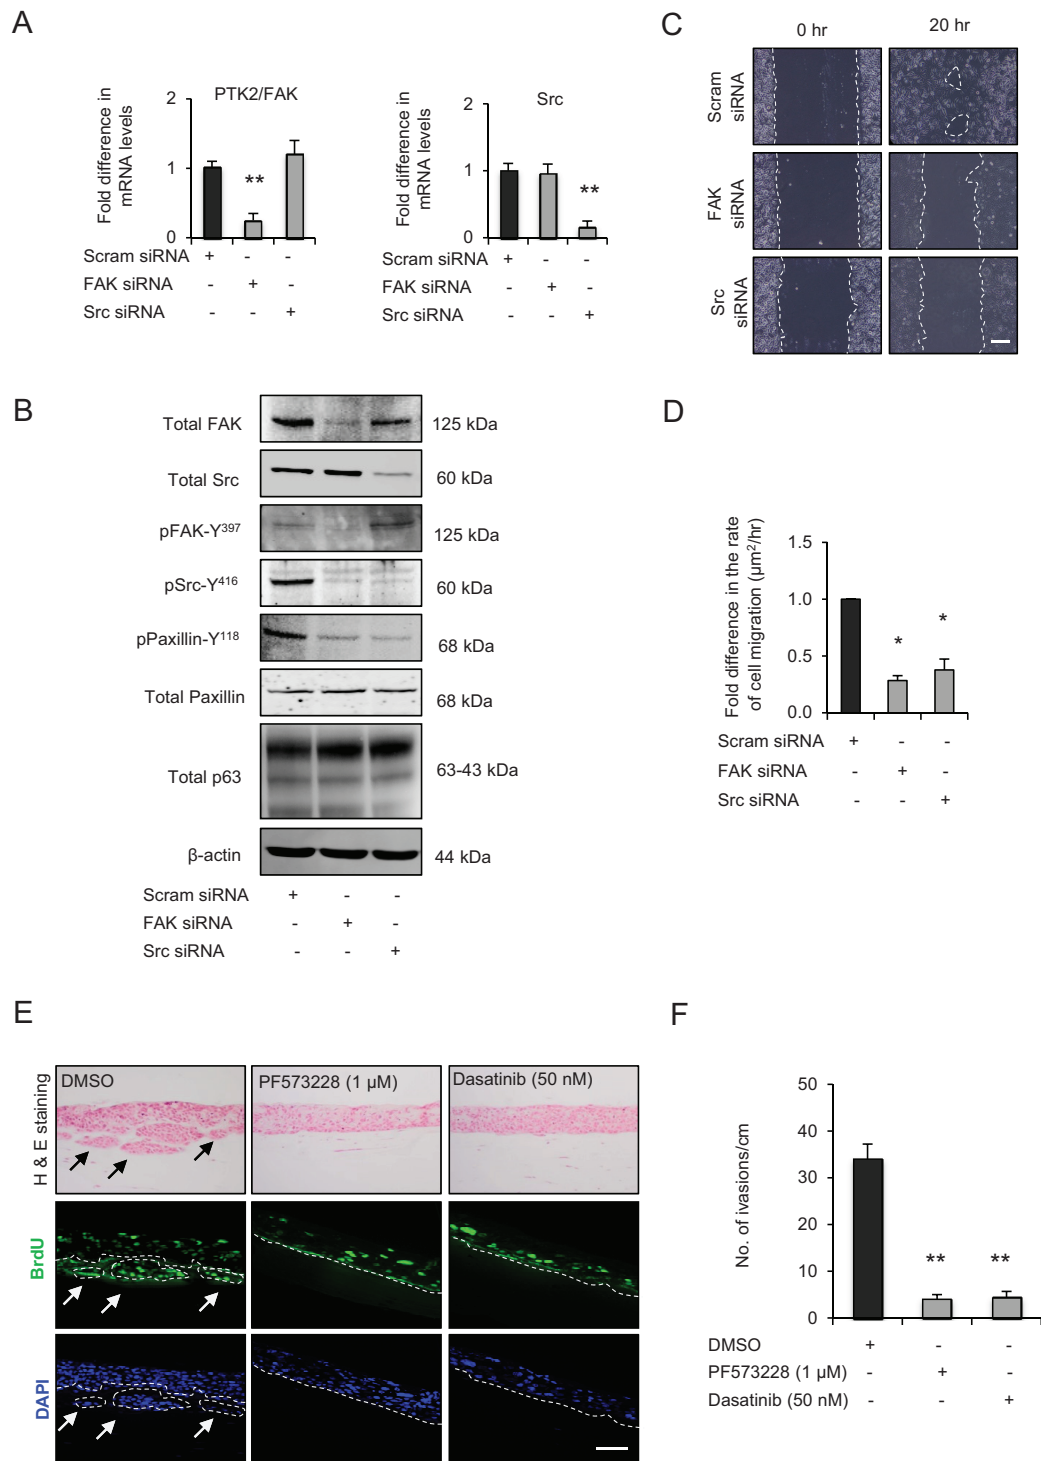 A
PTK2/FAK
Fold difference in
mRNA levels
2
1
0
**
Scram siRNA + - -
FAK siRNA - + -
Src siRNA - - +
Src
Fold difference in
mRNA levels
2
1
0
**
Scram siRNA + - -
FAK siRNA - + -
Src siRNA - - +
B
Total FAK 125 kDa
Total Src 60 kDa
pFAK-Y397 125 kDa
pSrc-Y416 60 kDa
pPaxillin-Y118 68 kDa
Total Paxillin 68 kDa
Total p63 63-43 kDa
β-actin 44 kDa
Scram siRNA + - -
FAK siRNA - + -
Src siRNA - - +
C
0 hr 20 hr
Scram
siRNA
FAK
siRNA
Src
siRNA
D
Fold difference in the rate
of cell migration (µm²/hr)
1.5
1.0
0.5
0.0
* *
Scram siRNA + - -
FAK siRNA - + -
Src siRNA - - +
E
H & E staining
DMSO PF573228 (1 µM) Dasatinib (50 nM)
BrdU
DAPI
F
No. of ivasions/cm
50
40
30
20
10
0
** **
DMSO + - -
PF573228 (1 µM) - + -
Dasatinib (50 nM) - - +